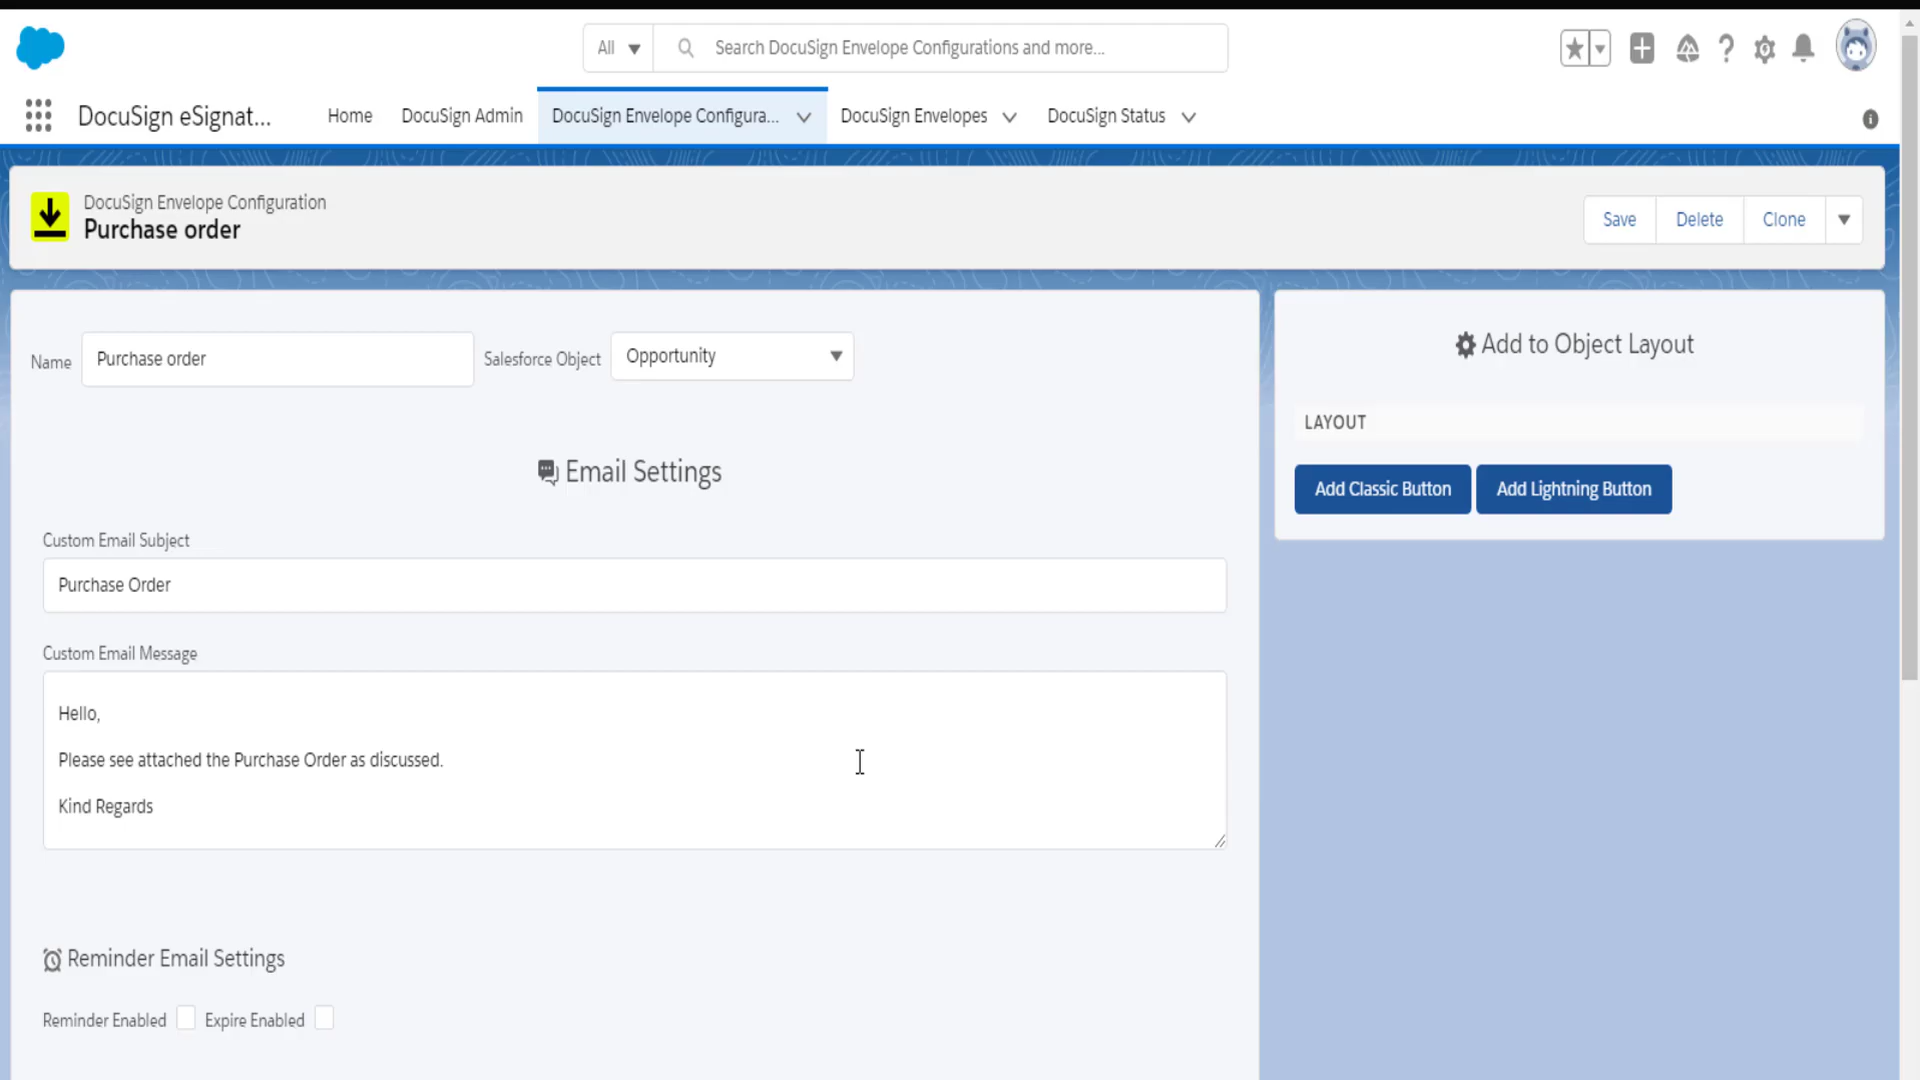 All
Search DocuSign Envelope Configurations and more...
DocuSign eSignat...
Home
DocuSign Admin
DocuSign Envelope Configura...
DocuSign Envelopes
DocuSign Status
DocuSign Envelope Configuration
Purchase order
Save
Delete
Clone
Name
Purchase order
Salesforce Object
Opportunity
Add to Object Layout
LAYOUT
Add Classic Button
Add Lightning Button
Email Settings
Custom Email Subject
Purchase Order
Custom Email Message
Hello,
Please see attached the Purchase Order as discussed.
Kind Regards
Reminder Email Settings
Reminder Enabled
Expire Enabled